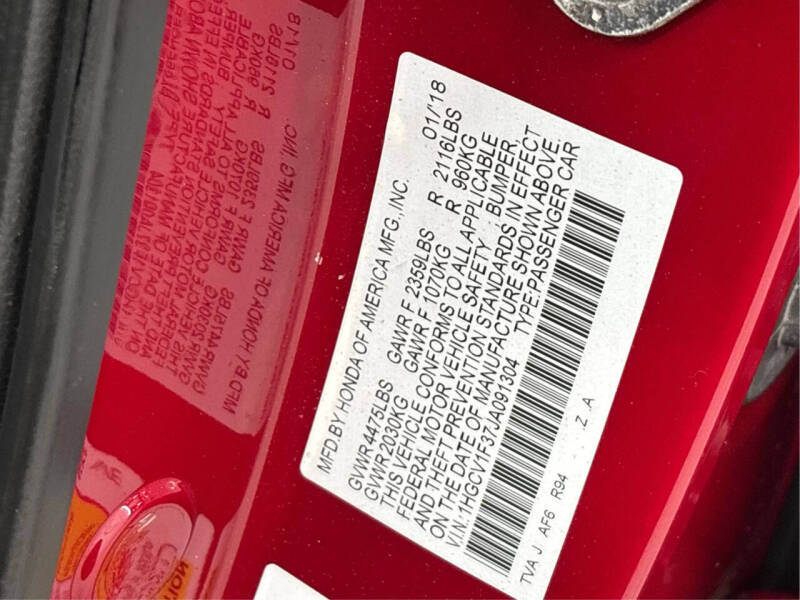 MFD.BY HONDA OF AMERICA MFG.,INC. 01/'18
GVWR 4475LBS GAWR F 2359LBS R 2116LBS
GVWR 2030KG GAWR F 1070KG R 960KG
THIS VEHICLE CONFORMS TO ALL APPLICABLE
FEDERAL MOTOR VEHICLE SAFETY , BUMPER,
AND THEFT PREVENTION STANDARDS IN EFFECT
ON THE DATE OF MANUFACTURE SHOWN ABOVE.
V.I.N:1HGCV1F37JA091304 TYPE:PASSENGER CAR
TVA J AF6 R94 Z A